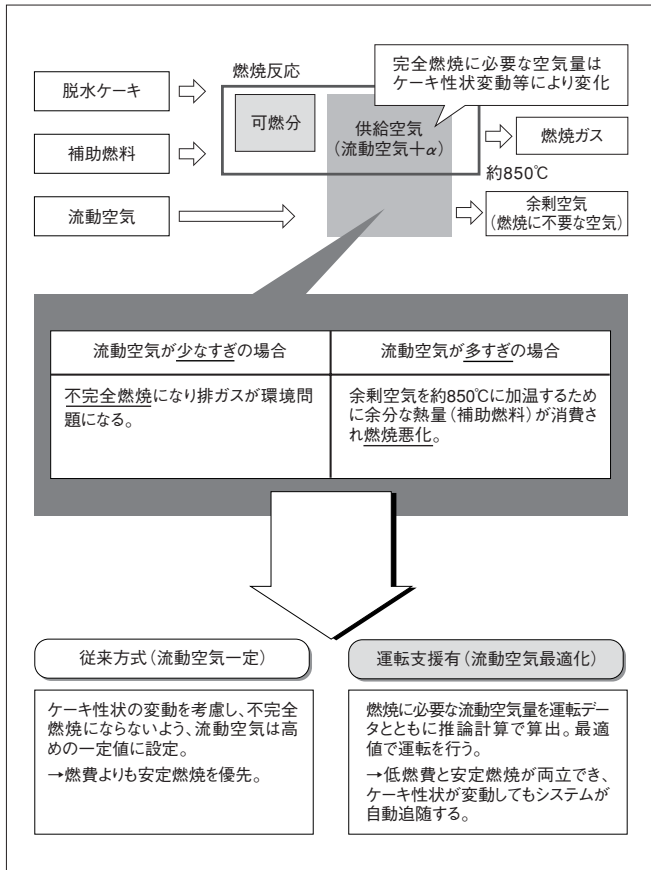 燃焼反応
完全燃焼に必要な空気量は
ケーキ性状変動等により変化
脱水ケーキ
可燃分
供給空気
(流動空気+α)
補助燃料
燃焼ガス
約850℃
流動空気
余剰空気
(燃焼に不要な空気)
流動空気が少なすぎの場合
流動空気が多すぎの場合
不完全燃焼になり排ガスが環境問
題になる。
余剰空気を約850℃に加温するため
に余分な熱量(補助燃料)が消費さ
れ燃焼悪化。
従来方式(流動空気一定)
運転支援有(流動空気最適化)
ケーキ性状の変動を考慮し、不完全
燃焼にならないよう、流動空気は高
めの一定値に設定。
→燃費よりも安定燃焼を優先。
燃焼に必要な流動空気量を運転デー
タとともに推論計算で算出。最適
値で運転を行う。
→低燃費と安定燃焼が両立でき、
ケーキ性状が変動してもシステムが
自動追随する。